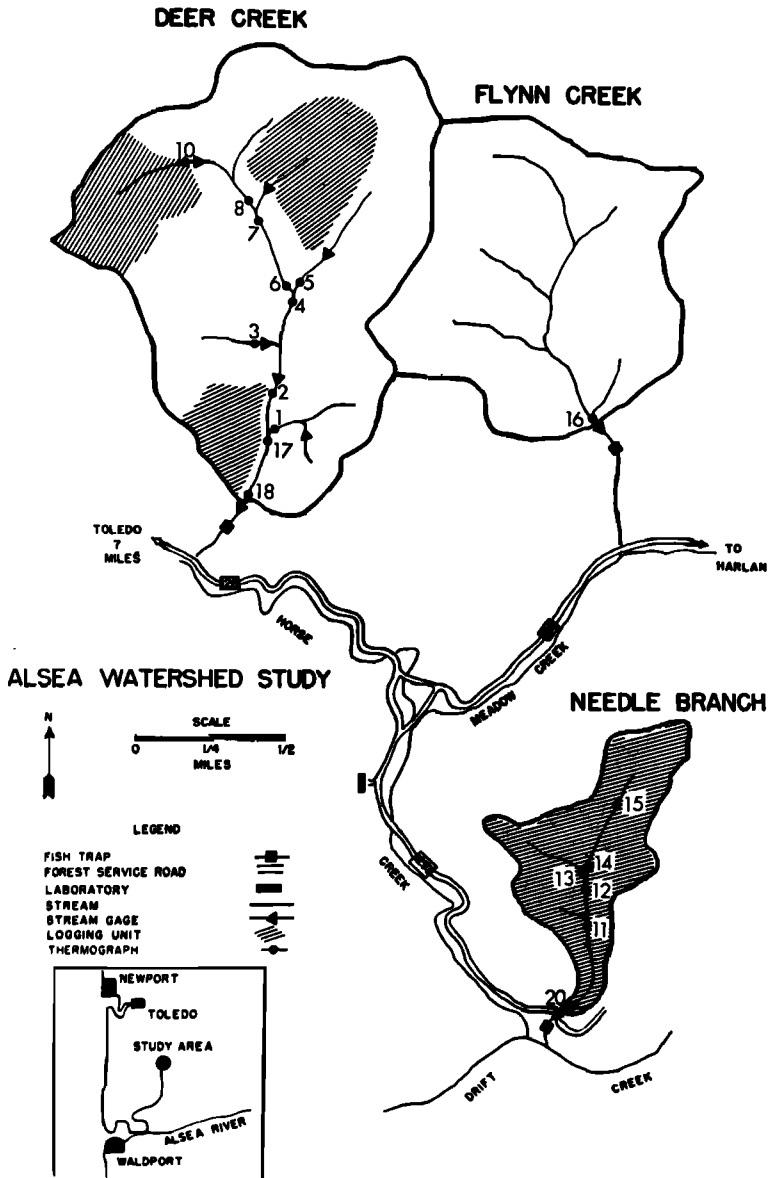 DEER CREEK
FLYNN CREEK
10
8
7
6
5
4
3
2
1
17
18
16
TOLEDO
7
MILES
TO
HARLAN
HORSE
CREEK
MEADOW
CREEK
ALSEA WATERSHED STUDY
NEEDLE BRANCH
N
SCALE
0 1/4 1/2
MILES
15
14
13
12
11
20
LEGEND
FISH TRAP
FOREST SERVICE ROAD
LABORATORY
STREAM
STREAM GAGE
LOGGING UNIT
THERMOGRAPH
NEWPORT
TOLEDO
STUDY AREA
ALSEA RIVER
WALDPORT
DRIFT
CREEK